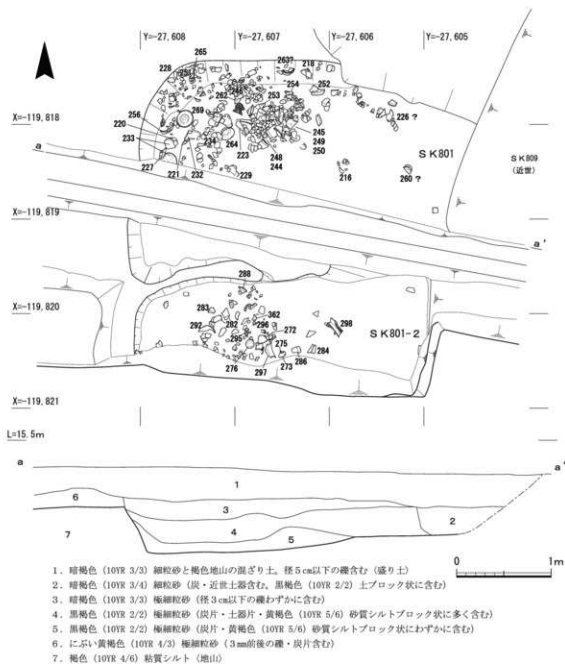 Y=-27,608
Y=-27,607
Y=-27,606
Y=-27,605
265
228
263?
218
262
253
254
252
256
220
269
233
234
264
223
245
249
250
248
244
226 ?
227
221
232
229
216
260 ?
SK801
SK809
(近世)
X=-119,818
a
X=-119,819
a'
288
X=-119,820
283
362
292
282
296
272
298
295
275
SK801-2
284
286
276
297
273
X=-119,821
L=15.5m
a
a'
1
6
3
2
4
5
7
0
1m
1．暗褐色（10YR 3/3）細粒砂と褐色地山の混ざり土。径5cm以下の礫含む（盛り土）
2．暗褐色（10YR 3/4）細粒砂（炭・近世土器含む。黒褐色（10YR 2/2）土ブロック状に含む）
3．暗褐色（10YR 3/3）極細粒砂（径3cm以下の礫わずかに含む）
4．黒褐色（10YR 2/2）極細粒砂（炭片・土器片・黄褐色（10YR 5/6）砂質シルトブロック状に多く含む）
5．黒褐色（10YR 2/2）極細粒砂（炭片・黄褐色（10YR 5/6）砂質シルトブロック状にわずかに含む）
6．にぶい黄褐色（10YR 4/3）極細粒砂（3mm前後の礫・炭片含む）
7．褐色（10YR 4/6）粘質シルト（地山）